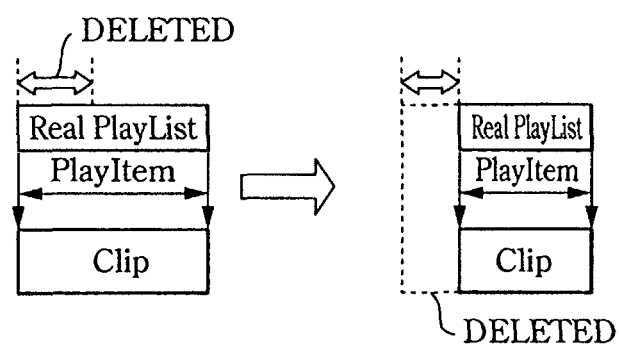 DELETED
Real PlayList
PlayItem
Clip
Real PlayList
PlayItem
Clip
DELETED